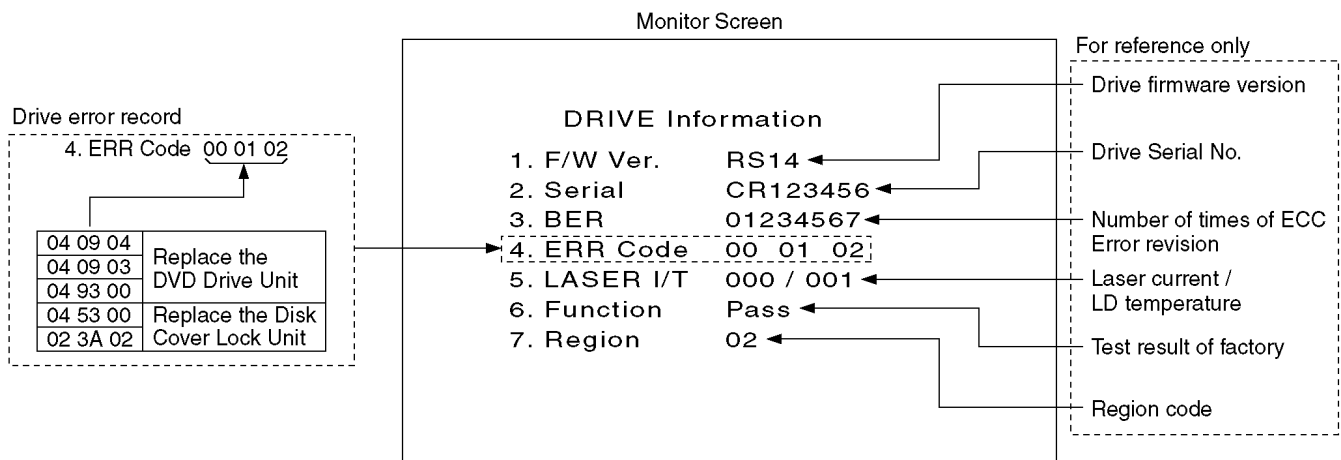 Monitor Screen
For reference only
Drive error record
4. ERR Code 00 01 02
04 09 04
04 09 03
04 93 00
Replace the
DVD Drive Unit
04 53 00
02 3A 02
Replace the Disk
Cover Lock Unit
DRIVE Information
1. F/W Ver. RS14
2. Serial CR123456
3. BER 01234567
4. ERR Code 00 01 02
5. LASER I/T 000 / 001
6. Function Pass
7. Region 02
Drive firmware version
Drive Serial No.
Number of times of ECC
Error revision
Laser current /
LD temperature
Test result of factory
Region code